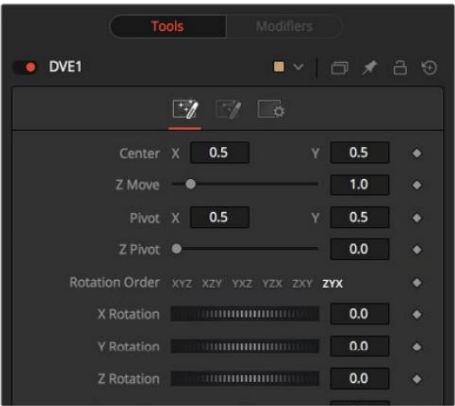 Tools Modifiers
DVE1
Center X 0.5 Y 0.5
Z Move 1.0
Pivot X 0.5 Y 0.5
Z Pivot 0.0
Rotation Order XYZ XZY YXZ YZX ZXY ZYX
X Rotation 0.0
Y Rotation 0.0
Z Rotation 0.0